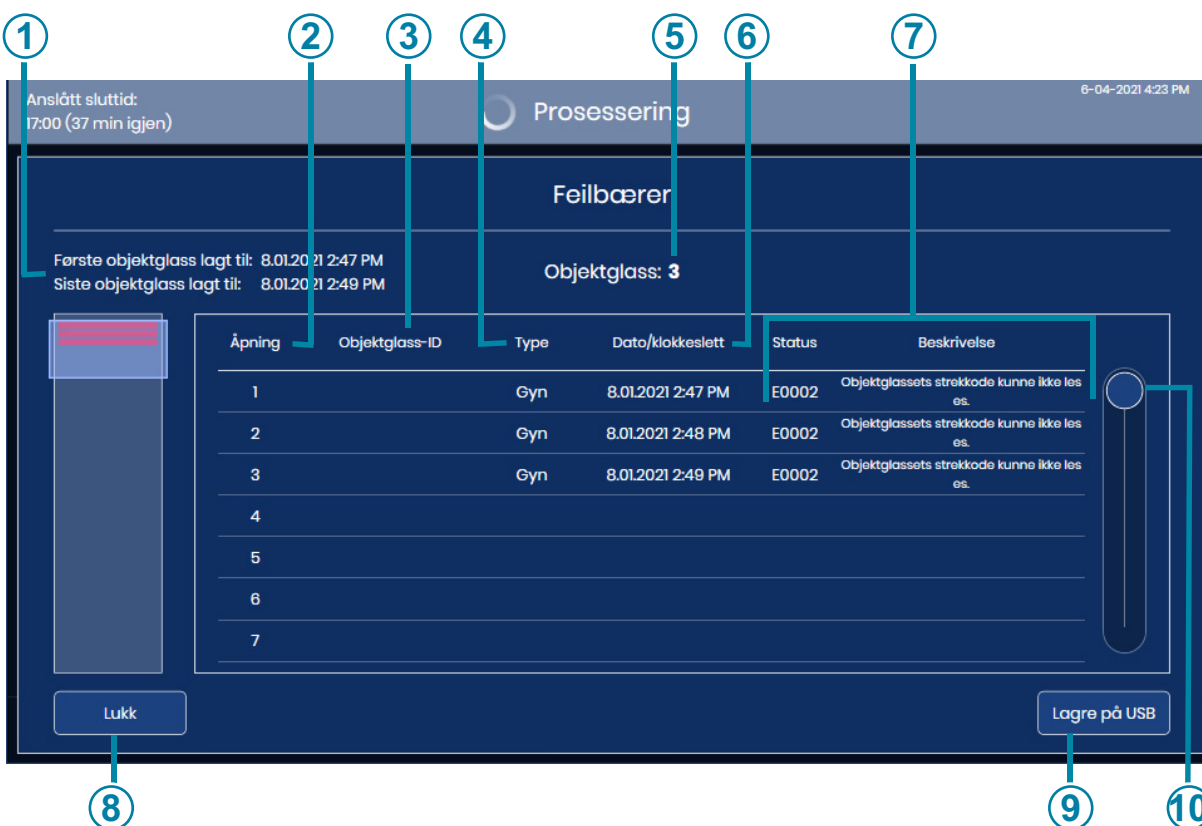 1 2 3 4 5 6 7
Anslått sluttid:
17:00 (37 min igjen)
Prosessering
6-04-2021 4:23 PM
Feilbærer
Første objektglass lagt til: 8.01.2021 2:47 PM
Siste objektglass lagt til: 8.01.2021 2:49 PM
Objektglass: 3
Åpning Objektglass-ID Type Dato/klokkeslett Status Beskrivelse
1 Gyn 8.01.2021 2:47 PM E0002 Objektglassets strekkode kunne ikke les
es.
2 Gyn 8.01.2021 2:48 PM E0002 Objektglassets strekkode kunne ikke les
es.
3 Gyn 8.01.2021 2:49 PM E0002 Objektglassets strekkode kunne ikke les
es.
4
5
6
7
Lukk
Lagre på USB
8 9 10